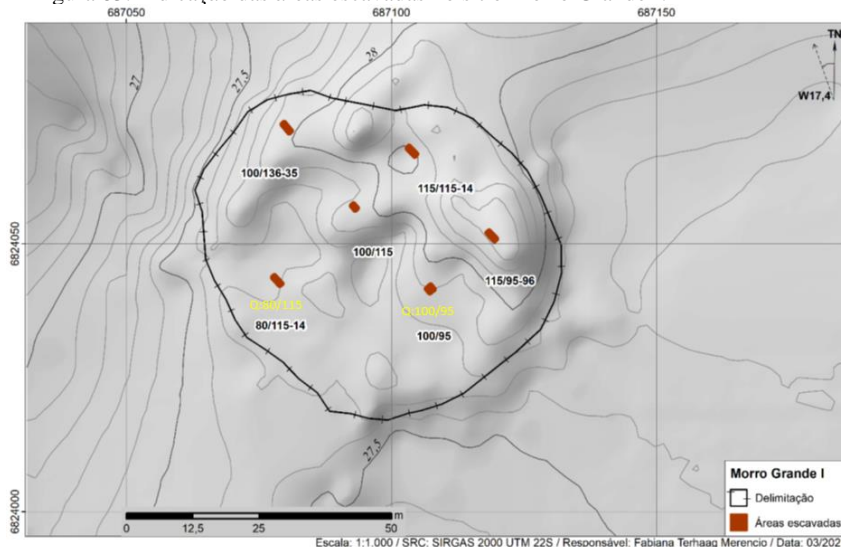 687050 687100 687150
TN
W17,4
28
27,5
27
100/136-35
115/115-14
6824050
100/115
115/95-96
Q:80/115
Q:100/95
80/115-14
100/95
27,5
6824000
Morro Grande I
Delimitação
Áreas escavadas
m
0 12,5 25 50
Escala: 1:1.000 / SRC: SIRGAS 2000 UTM 22S / Responsável: Fabiana Terhaag Merencio / Data: 03/202